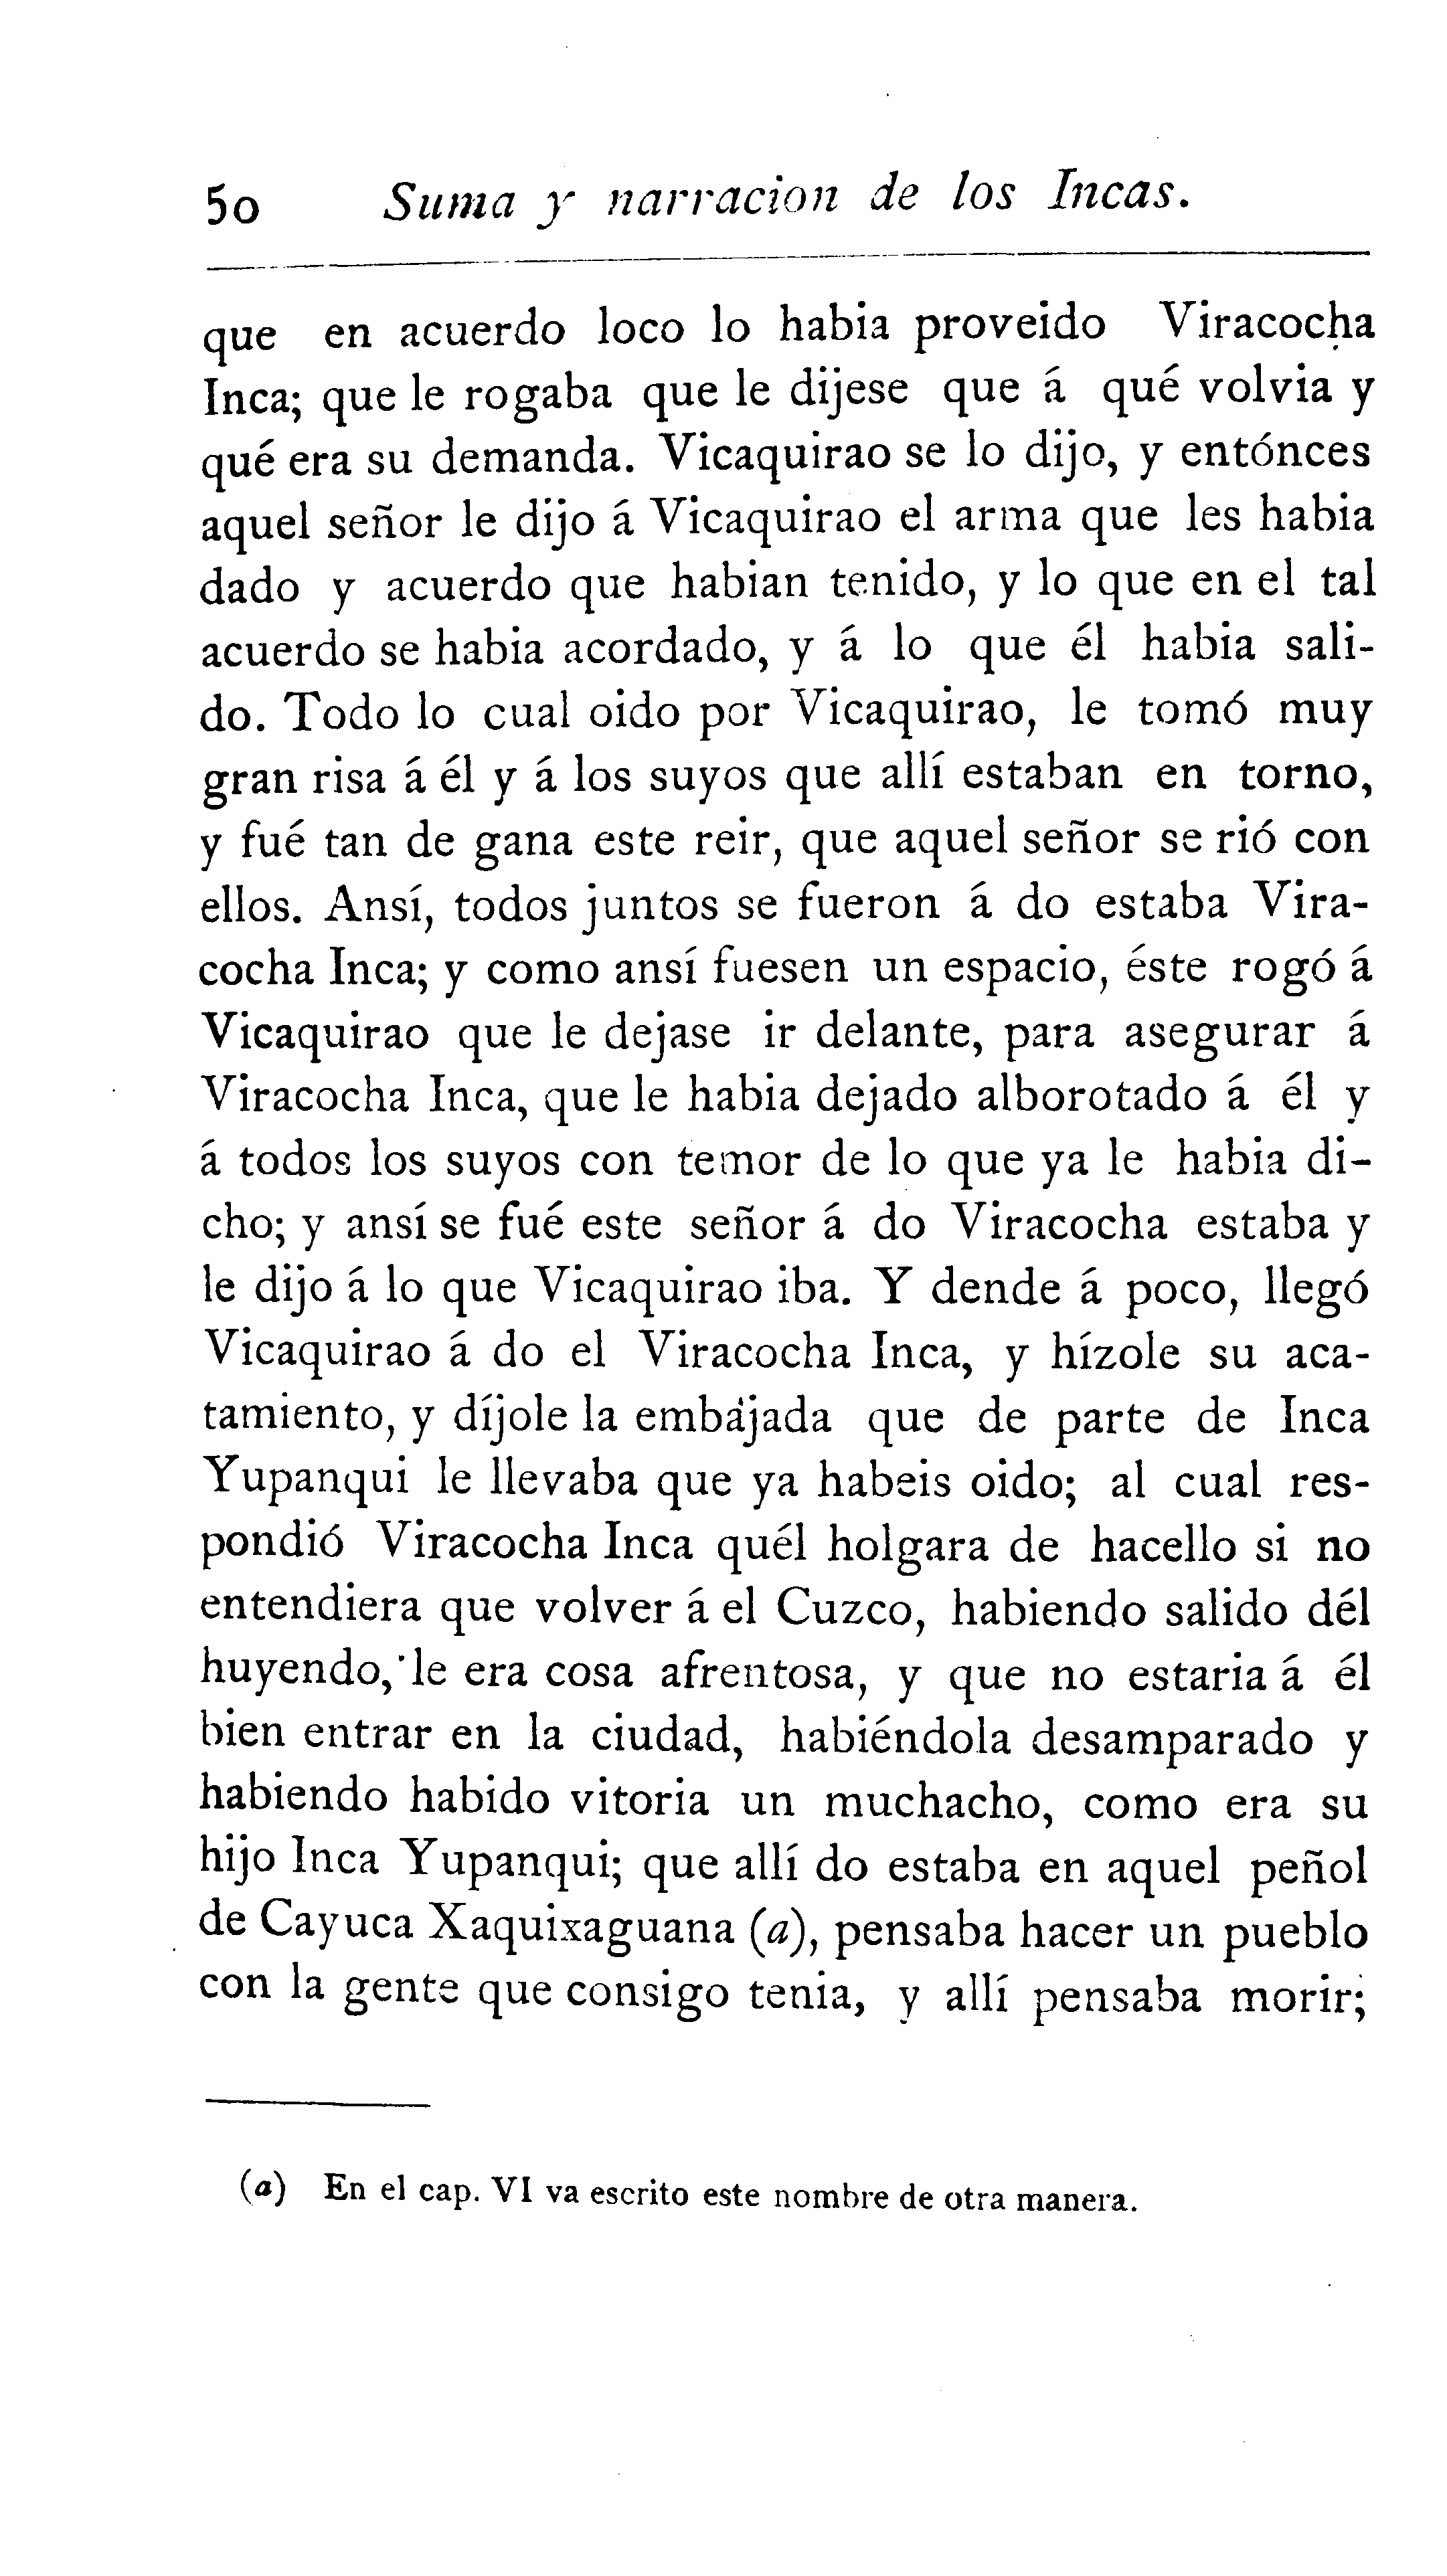 50 Suma y narracion de los Incas.
que en acuerdo loco lo habia proveido Viracocha
Inca; que le rogaba que le dijese que á qué volvia y
qué era su demanda. Vicaquirao se lo dijo, y entónces
aquel señor le dijo á Vicaquirao el arma que les habia
dado y acuerdo que habian tenido, y lo que en el tal
acuerdo se habia acordado, y á lo que él habia sali-
do. Todo lo cual oido por Vicaquirao, le tomó muy
gran risa á él y á los suyos que allí estaban en torno,
y fué tan de gana este reir, que aquel señor se rió con
ellos. Ansí, todos juntos se fueron á do estaba Vira-
cocha Inca; y como ansí fuesen un espacio, éste rogó á
Vicaquirao que le dejase ir delante, para asegurar á
Viracocha Inca, que le habia dejado alborotado á él y
á todos los suyos con temor de lo que ya le habia di-
cho; y ansí se fué este señor á do Viracocha estaba y
le dijo á lo que Vicaquirao iba. Y dende á poco, llegó
Vicaquirao á do el Viracocha Inca, y hízole su aca-
tamiento, y díjole la embajada que de parte de Inca
Yupanqui le llevaba que ya habeis oido; al cual res-
pondió Viracocha Inca quél holgara de hacello si no
entendiera que volver á el Cuzco, habiendo salido dél
huyendo, le era cosa afrentosa, y que no estaria á él
bien entrar en la ciudad, habiéndola desamparado y
habiendo habido vitoria un muchacho, como era su
hijo Inca Yupanqui; que allí do estaba en aquel peñol
de Cayuca Xaquixaguana (a), pensaba hacer un pueblo
con la gente que consigo tenia, y allí pensaba morir;
(a) En el cap. VI va escrito este nombre de otra manera.